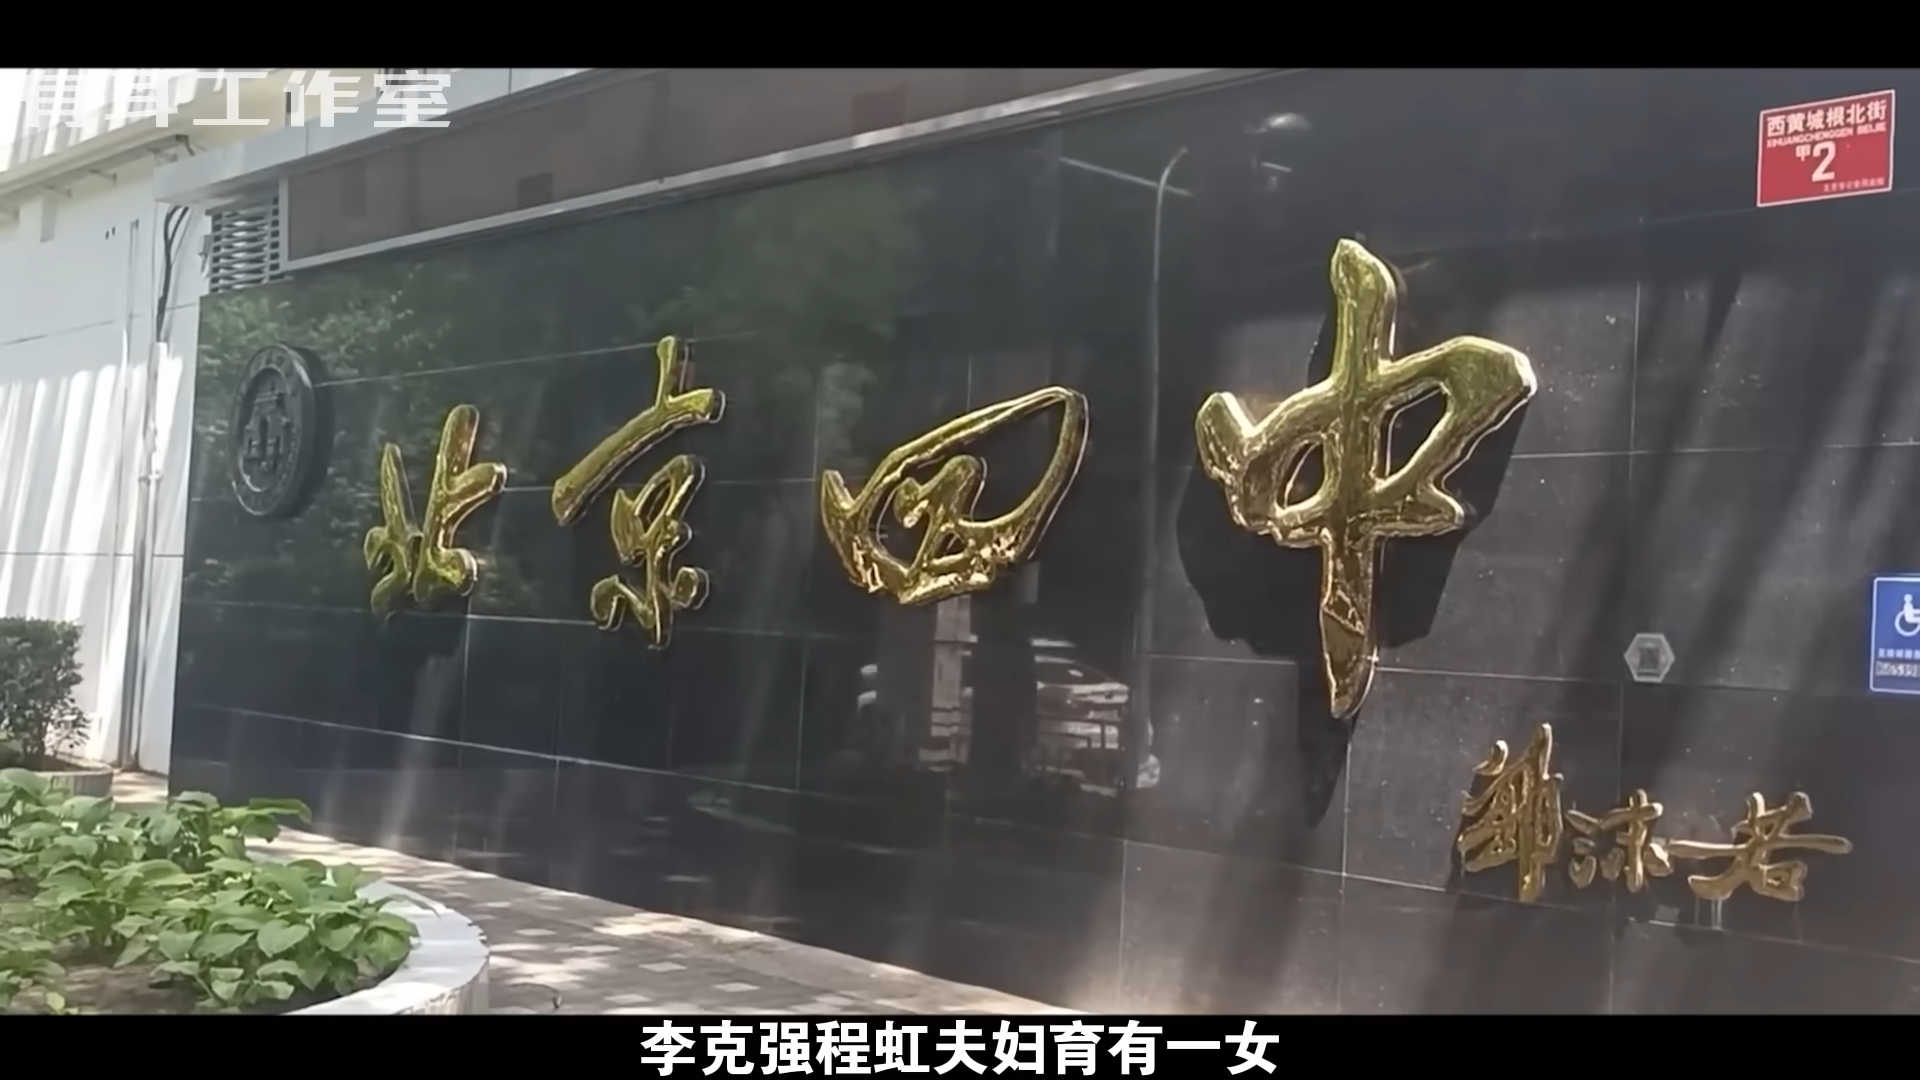 工作室
西黄城根北街
XIHUANGCHENGGEN BEIJIE
甲2
北京四中
郭沫若
李克强程虹夫妇育有一女